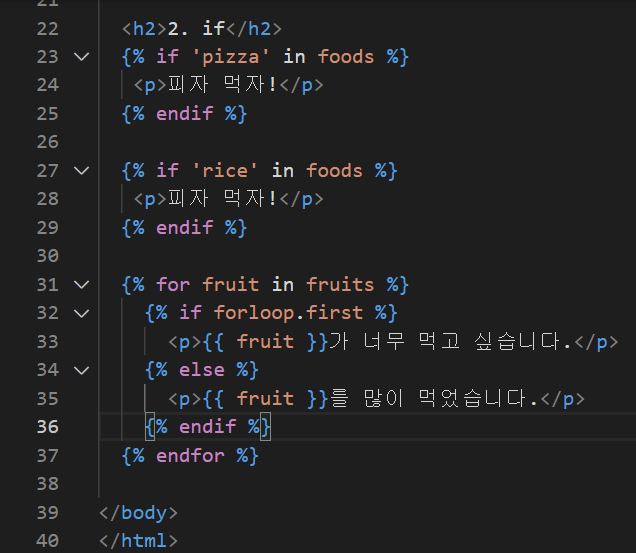 21
22 <h2>2. if</h2>
23 {% if 'pizza' in foods %}
24 <p>피자 먹자!</p>
25 {% endif %}
26
27 {% if 'rice' in foods %}
28 <p>피자 먹자!</p>
29 {% endif %}
30
31 {% for fruit in fruits %}
32 {% if forloop.first %}
33 <p>{{ fruit }}가 너무 먹고 싶습니다.</p>
34 {% else %}
35 <p>{{ fruit }}를 많이 먹었습니다.</p>
36 {% endif %}
37 {% endfor %}
38
39 </body>
40 </html>